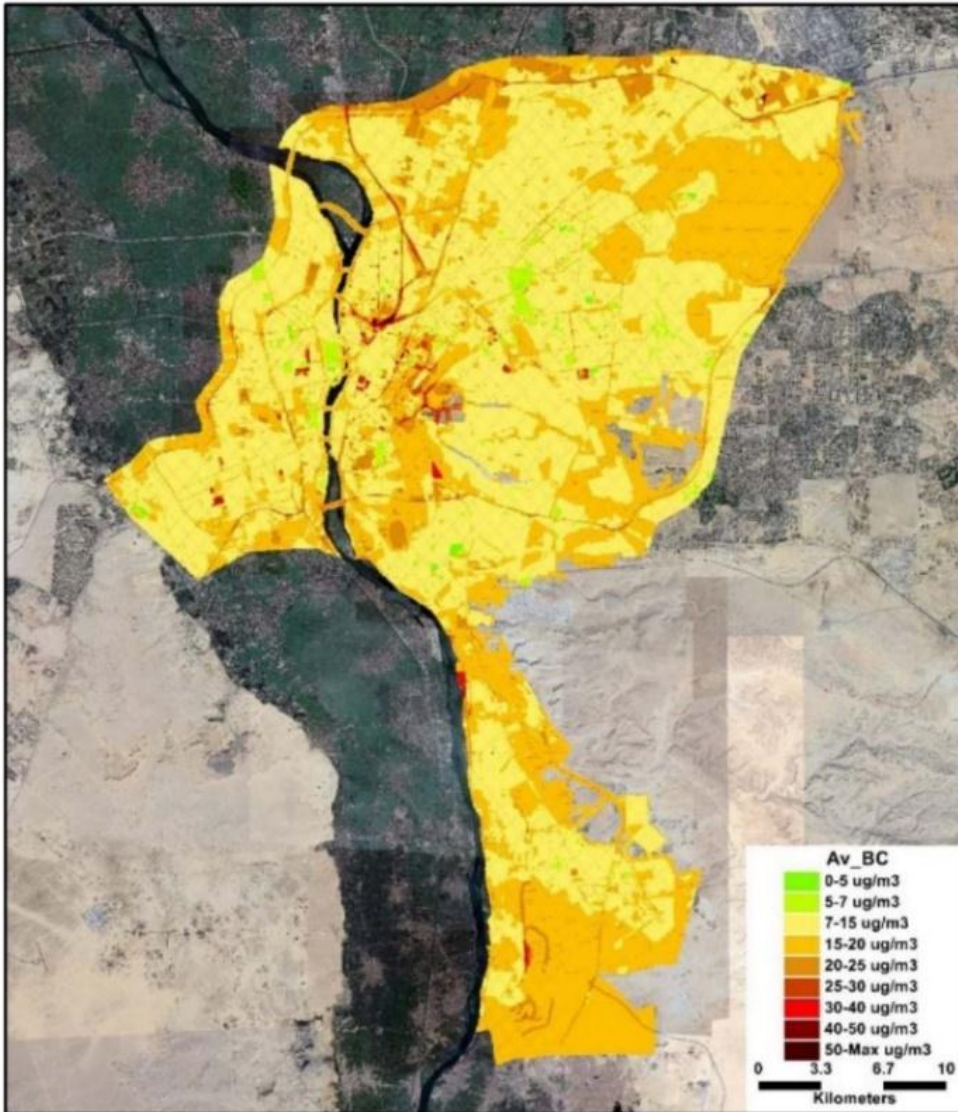 Av_BC
0-5 ug/m3
5-7 ug/m3
7-15 ug/m3
15-20 ug/m3
20-25 ug/m3
25-30 ug/m3
30-40 ug/m3
40-50 ug/m3
50-Max ug/m3
0 3.3 6.7 10
Kilometers